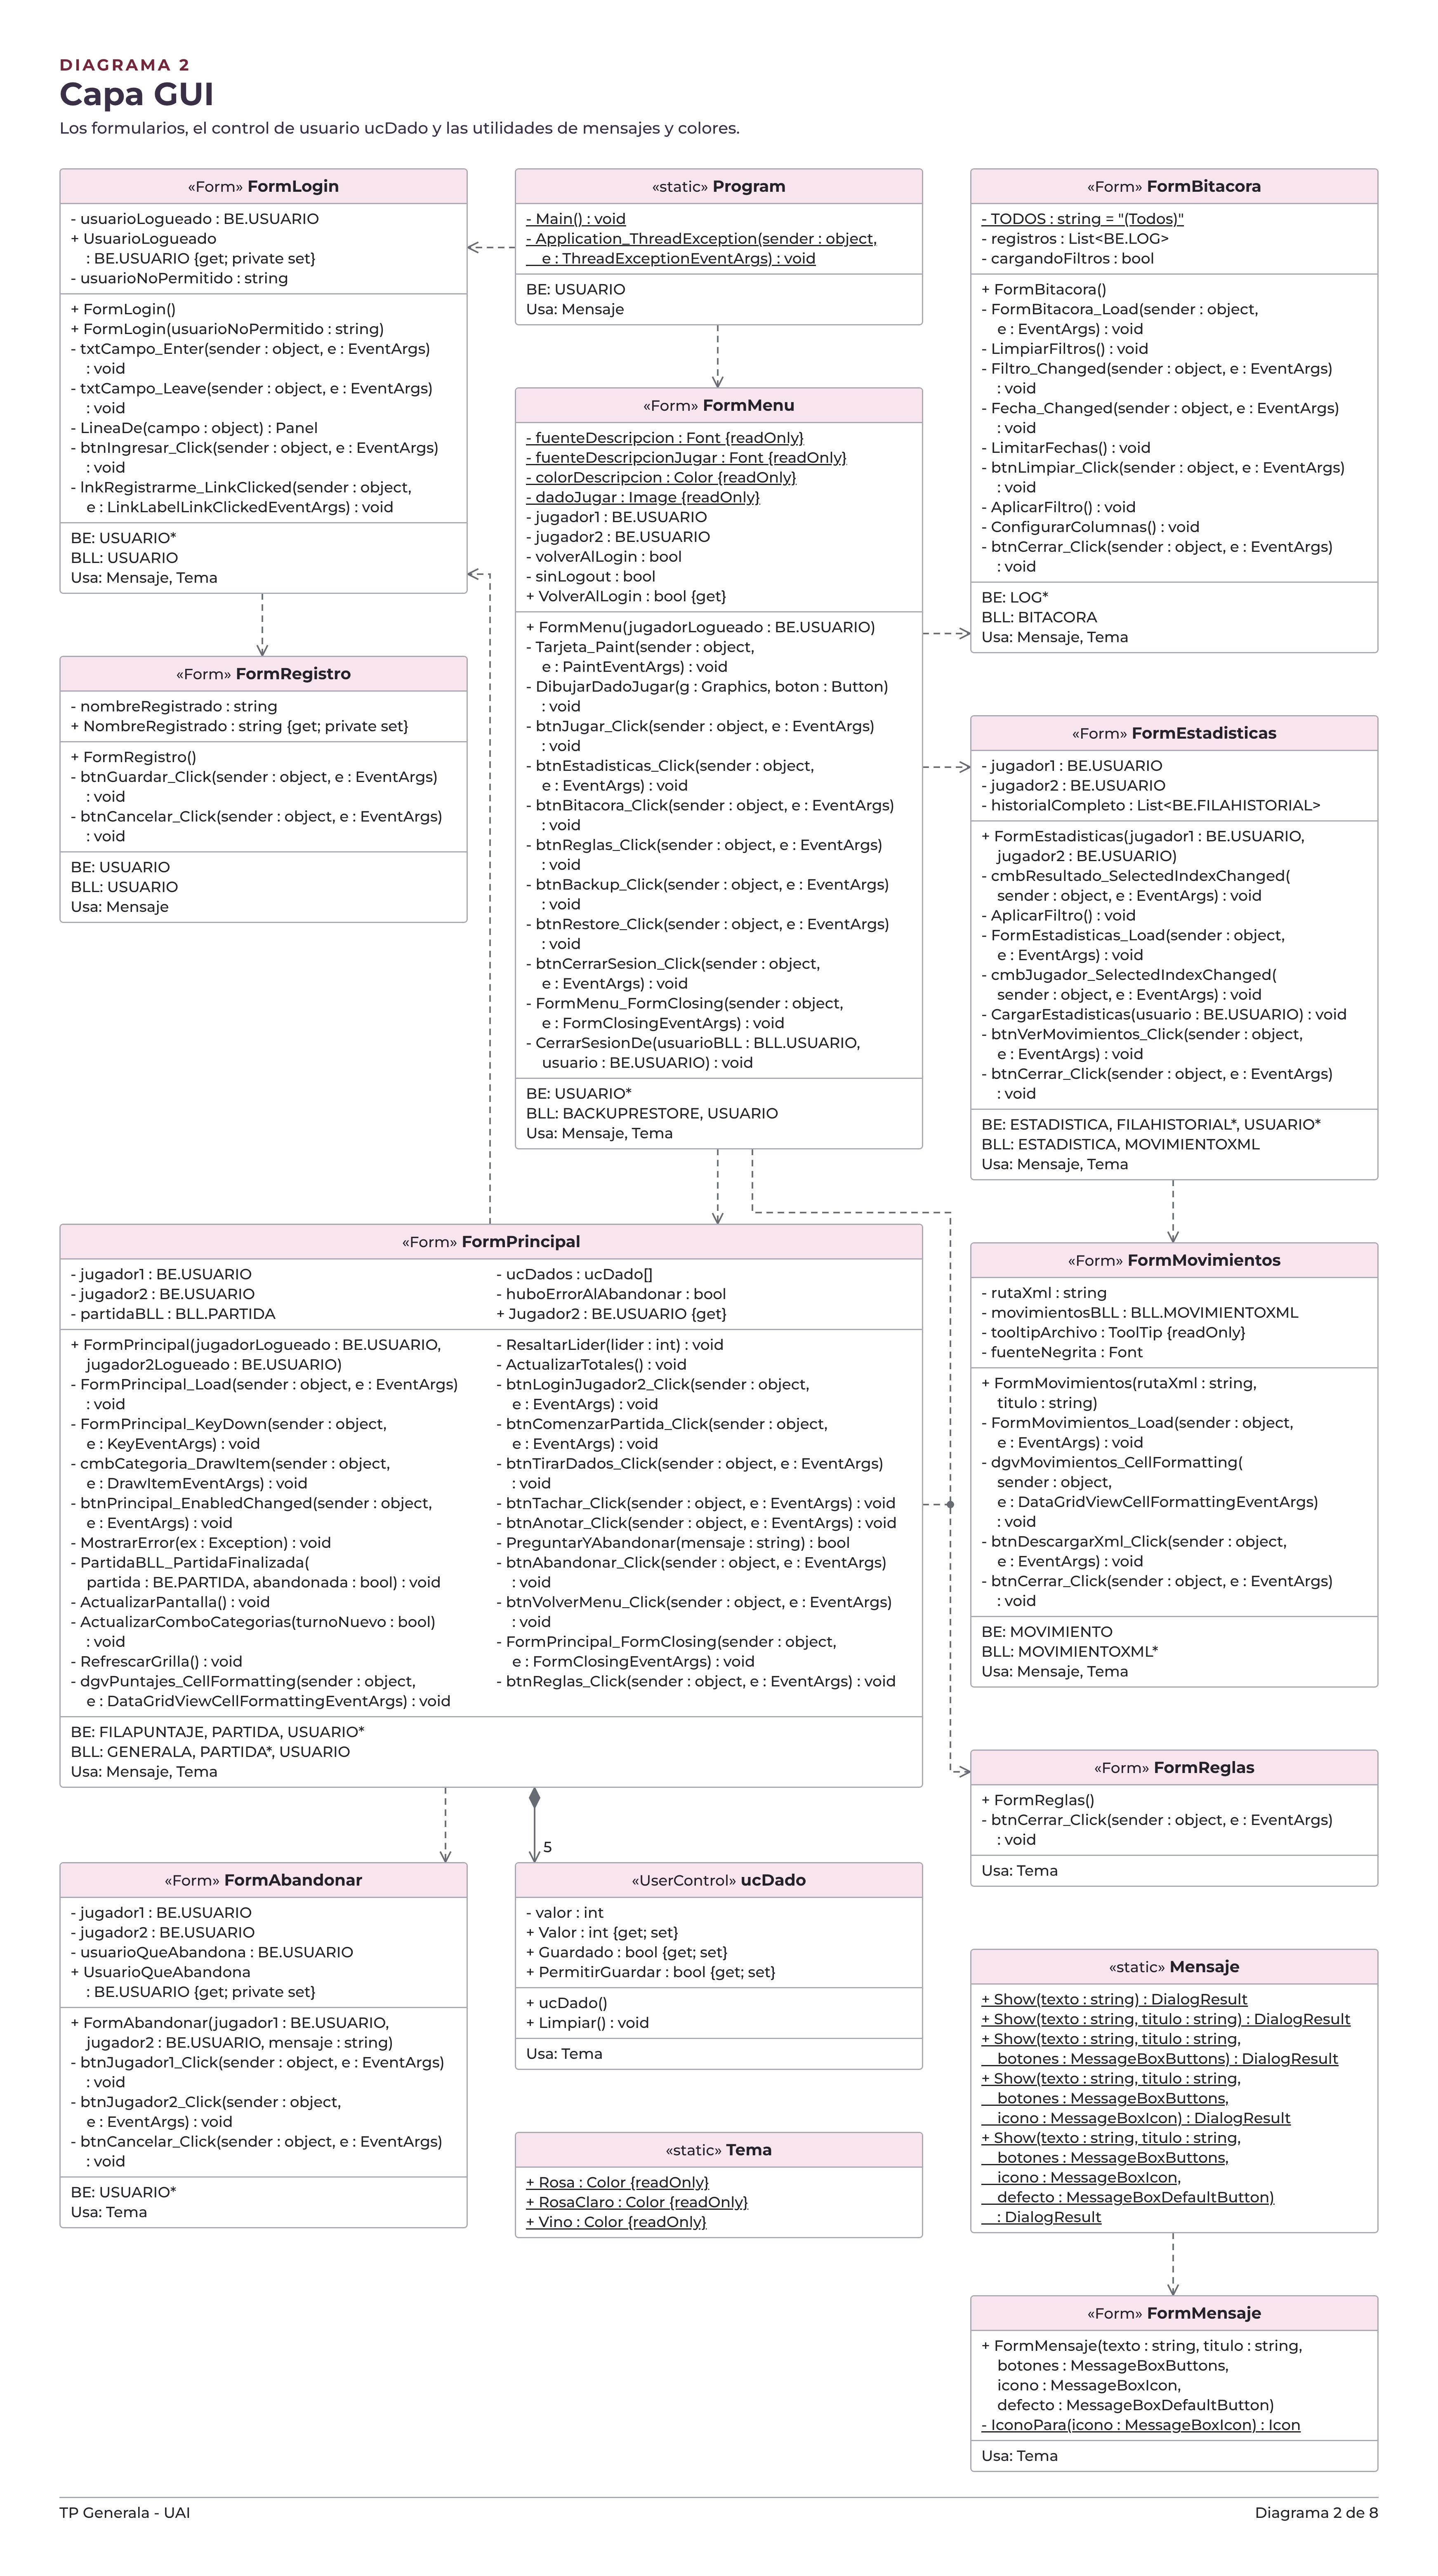 DIAGRAMA 2
Capa GUI
Los formularios, el control de usuario ucDado y las utilidades de mensajes y colores.
«Form» FormLogin
- usuarioLogueado : BE.USUARIO
+ UsuarioLogueado
: BE.USUARIO {get; private set}
- usuarioNoPermitido : string
+ FormLogin()
+ FormLogin(usuarioNoPermitido : string)
- txtCampo_Enter(sender : object, e : EventArgs)
: void
- txtCampo_Leave(sender : object, e : EventArgs)
: void
- LineaDe(campo : object) : Panel
- btnIngresar_Click(sender : object, e : EventArgs)
: void
- lnkRegistrarme_LinkClicked(sender : object,
e : LinkLabelLinkClickedEventArgs) : void
BE: USUARIO*
BLL: USUARIO
Usa: Mensaje, Tema
«static» Program
- Main() : void
- Application_ThreadException(sender : object,
e : ThreadExceptionEventArgs) : void
BE: USUARIO
Usa: Mensaje
«Form» FormBitacora
- TODOS : string = "(Todos)"
- registros : List<BE.LOG>
- cargandoFiltros : bool
+ FormBitacora()
- FormBitacora_Load(sender : object,
e : EventArgs) : void
- LimpiarFiltros() : void
- Filtro_Changed(sender : object, e : EventArgs)
: void
- Fecha_Changed(sender : object, e : EventArgs)
: void
- LimitarFechas() : void
- btnLimpiar_Click(sender : object, e : EventArgs)
: void
- AplicarFiltro() : void
- ConfigurarColumnas() : void
- btnCerrar_Click(sender : object, e : EventArgs)
: void
BE: LOG*
BLL: BITACORA
Usa: Mensaje, Tema
«Form» FormMenu
- fuenteDescripcion : Font {readOnly}
- fuenteDescripcionJugar : Font {readOnly}
- colorDescripcion : Color {readOnly}
- dadoJugar : Image {readOnly}
- jugador1 : BE.USUARIO
- jugador2 : BE.USUARIO
- volverAlLogin : bool
- sinLogout : bool
+ VolverAlLogin : bool {get}
+ FormMenu(jugadorLogueado : BE.USUARIO)
- Tarjeta_Paint(sender : object,
e : PaintEventArgs) : void
- DibujarDadoJugar(g : Graphics, boton : Button)
: void
- btnJugar_Click(sender : object, e : EventArgs)
: void
- btnEstadisticas_Click(sender : object,
e : EventArgs) : void
- btnBitacora_Click(sender : object, e : EventArgs)
: void
- btnReglas_Click(sender : object, e : EventArgs)
: void
- btnBackup_Click(sender : object, e : EventArgs)
: void
- btnRestore_Click(sender : object, e : EventArgs)
: void
- btnCerrarSesion_Click(sender : object,
e : EventArgs) : void
- FormMenu_FormClosing(sender : object,
e : FormClosingEventArgs) : void
- CerrarSesionDe(usuarioBLL : BLL.USUARIO,
usuario : BE.USUARIO) : void
BE: USUARIO*
BLL: BACKUPRESTORE, USUARIO
Usa: Mensaje, Tema
«Form» FormRegistro
- nombreRegistrado : string
+ NombreRegistrado : string {get; private set}
+ FormRegistro()
- btnGuardar_Click(sender : object, e : EventArgs)
: void
- btnCancelar_Click(sender : object, e : EventArgs)
: void
BE: USUARIO
BLL: USUARIO
Usa: Mensaje
«Form» FormEstadisticas
- jugador1 : BE.USUARIO
- jugador2 : BE.USUARIO
- historialCompleto : List<BE.FILAHISTORIAL>
+ FormEstadisticas(jugador1 : BE.USUARIO,
jugador2 : BE.USUARIO)
- cmbResultado_SelectedIndexChanged(
sender : object, e : EventArgs) : void
- AplicarFiltro() : void
- FormEstadisticas_Load(sender : object,
e : EventArgs) : void
- cmbJugador_SelectedIndexChanged(
sender : object, e : EventArgs) : void
- CargarEstadisticas(usuario : BE.USUARIO) : void
- btnVerMovimientos_Click(sender : object,
e : EventArgs) : void
- btnCerrar_Click(sender : object, e : EventArgs)
: void
BE: ESTADISTICA, FILAHISTORIAL*, USUARIO*
BLL: ESTADISTICA, MOVIMIENTOXML
Usa: Mensaje, Tema
«Form» FormPrincipal
- jugador1 : BE.USUARIO
- jugador2 : BE.USUARIO
- partidaBLL : BLL.PARTIDA
- ucDados : ucDado[]
- huboErrorAlAbandonar : bool
+ Jugador2 : BE.USUARIO {get}
+ FormPrincipal(jugadorLogueado : BE.USUARIO,
jugador2Logueado : BE.USUARIO)
- FormPrincipal_Load(sender : object, e : EventArgs)
: void
- FormPrincipal_KeyDown(sender : object,
e : KeyEventArgs) : void
- cmbCategoria_DrawItem(sender : object,
e : DrawItemEventArgs) : void
- btnPrincipal_EnabledChanged(sender : object,
e : EventArgs) : void
- MostrarError(ex : Exception) : void
- PartidaBLL_PartidaFinalizada(
partida : BE.PARTIDA, abandonada : bool) : void
- ActualizarPantalla() : void
- ActualizarComboCategorias(turnoNuevo : bool)
: void
- RefrescarGrilla() : void
- dgvPuntajes_CellFormatting(sender : object,
e : DataGridViewCellFormattingEventArgs) : void
- ResaltarLider(lider : int) : void
- ActualizarTotales() : void
- btnLoginJugador2_Click(sender : object,
e : EventArgs) : void
- btnComenzarPartida_Click(sender : object,
e : EventArgs) : void
- btnTirarDados_Click(sender : object, e : EventArgs)
: void
- btnTachar_Click(sender : object, e : EventArgs) : void
- btnAnotar_Click(sender : object, e : EventArgs) : void
- PreguntarYAbandonar(mensaje : string) : bool
- btnAbandonar_Click(sender : object, e : EventArgs)
: void
- btnVolverMenu_Click(sender : object, e : EventArgs)
: void
- FormPrincipal_FormClosing(sender : object,
e : FormClosingEventArgs) : void
- btnReglas_Click(sender : object, e : EventArgs) : void
BE: FILAPUNTAJE, PARTIDA, USUARIO*
BLL: GENERALA, PARTIDA*, USUARIO
Usa: Mensaje, Tema
«Form» FormMovimientos
- rutaXml : string
- movimientosBLL : BLL.MOVIMIENTOXML
- tooltipArchivo : ToolTip {readOnly}
- fuenteNegrita : Font
+ FormMovimientos(rutaXml : string,
titulo : string)
- FormMovimientos_Load(sender : object,
e : EventArgs) : void
- dgvMovimientos_CellFormatting(
sender : object,
e : DataGridViewCellFormattingEventArgs)
: void
- btnDescargarXml_Click(sender : object,
e : EventArgs) : void
- btnCerrar_Click(sender : object, e : EventArgs)
: void
BE: MOVIMIENTO
BLL: MOVIMIENTOXML*
Usa: Mensaje, Tema
«Form» FormReglas
+ FormReglas()
- btnCerrar_Click(sender : object, e : EventArgs)
: void
Usa: Tema
5
«Form» FormAbandonar
- jugador1 : BE.USUARIO
- jugador2 : BE.USUARIO
- usuarioQueAbandona : BE.USUARIO
+ UsuarioQueAbandona
: BE.USUARIO {get; private set}
+ FormAbandonar(jugador1 : BE.USUARIO,
jugador2 : BE.USUARIO, mensaje : string)
- btnJugador1_Click(sender : object, e : EventArgs)
: void
- btnJugador2_Click(sender : object,
e : EventArgs) : void
- btnCancelar_Click(sender : object, e : EventArgs)
: void
BE: USUARIO*
Usa: Tema
«UserControl» ucDado
- valor : int
+ Valor : int {get; set}
+ Guardado : bool {get; set}
+ PermitirGuardar : bool {get; set}
+ ucDado()
+ Limpiar() : void
Usa: Tema
«static» Tema
+ Rosa : Color {readOnly}
+ RosaClaro : Color {readOnly}
+ Vino : Color {readOnly}
«static» Mensaje
+ Show(texto : string) : DialogResult
+ Show(texto : string, titulo : string) : DialogResult
+ Show(texto : string, titulo : string,
botones : MessageBoxButtons) : DialogResult
+ Show(texto : string, titulo : string,
botones : MessageBoxButtons,
icono : MessageBoxIcon) : DialogResult
+ Show(texto : string, titulo : string,
botones : MessageBoxButtons,
icono : MessageBoxIcon,
defecto : MessageBoxDefaultButton)
: DialogResult
«Form» FormMensaje
+ FormMensaje(texto : string, titulo : string,
botones : MessageBoxButtons,
icono : MessageBoxIcon,
defecto : MessageBoxDefaultButton)
- IconoPara(icono : MessageBoxIcon) : Icon
Usa: Tema
TP Generala - UAI
Diagrama 2 de 8